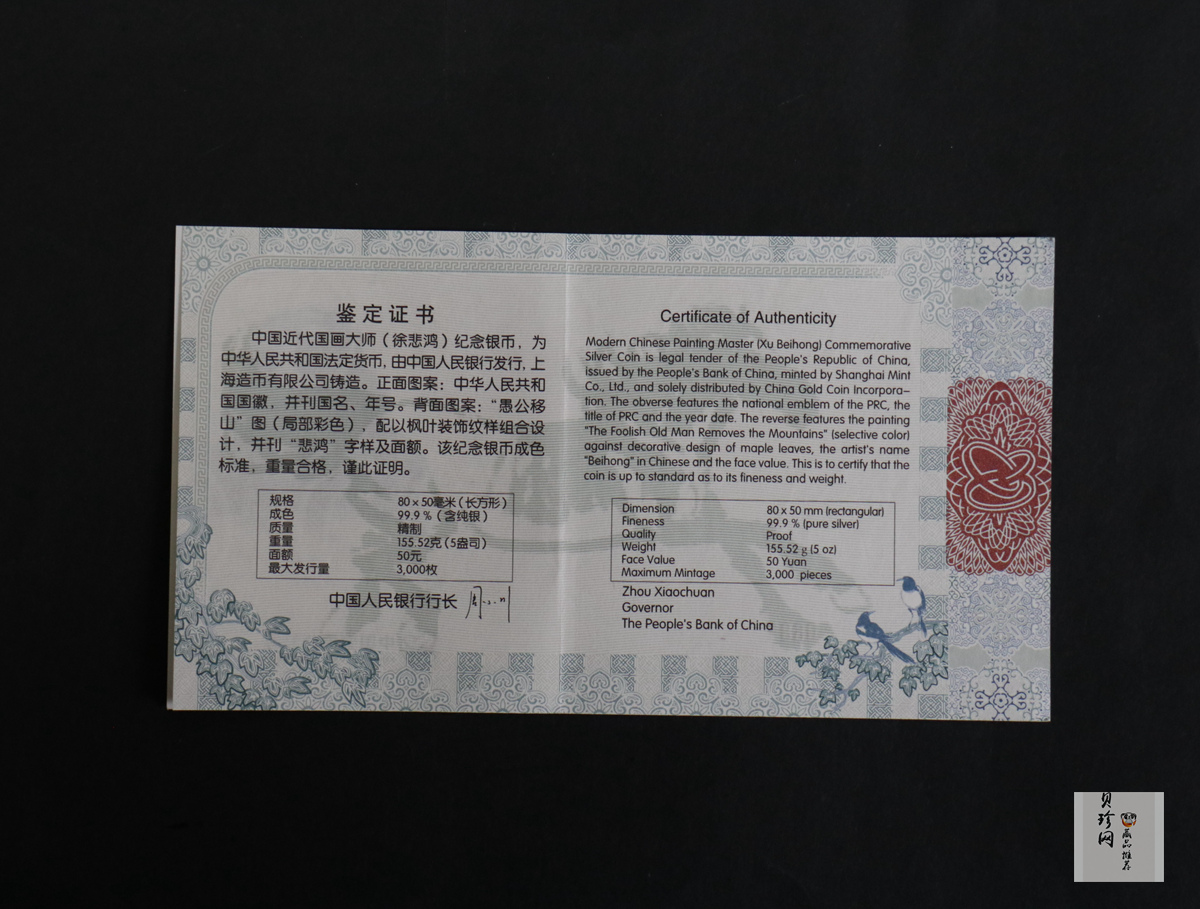 鉴定证书
中国近代国画大师（徐悲鸿）纪念银币，为
中华人民共和国法定货币，由中国人民银行发行，上
海造币有限公司铸造。正面图案：中华人民共和
国国徽，并刊国名、年号。背面图案：“愚公移
山”图（局部彩色），配以枫叶装饰纹样组合设
计，并刊“悲鸿”字样及面额。该纪念银币成色
标准，重量合格，谨此证明。
规格 80×50毫米（长方形）
成色 99.9％（含纯银）
质量 精制
重量 155.52克（5盎司）
面额 50元
最大发行量 3,000枚
中国人民银行行长
Certificate of Authenticity
Modern Chinese Painting Master (Xu Beihong) Commemorative
Silver Coin is legal tender of the People's Republic of China,
issued by the People's Bank of China, minted by Shanghai Mint
Co., Ltd., and solely distributed by China Gold Coin Incorpora-
tion. The obverse features the national emblem of the PRC, the
title of PRC and the year date. The reverse features the painting
"The Foolish Old Man Removes the Mountains" (selective color)
against decorative design of maple leaves, the artist's name
"Beihong" in Chinese and the face value. This is to certify that the
coin is up to standard as to its fineness and weight.
Dimension 80 x 50 mm (rectangular)
Fineness 99.9 % (pure silver)
Quality Proof
Weight 155.52 g (5 oz)
Face Value 50 Yuan
Maximum Mintage 3,000 pieces
Zhou Xiaochuan
Governor
The People's Bank of China
贝珍网
藏品推荐